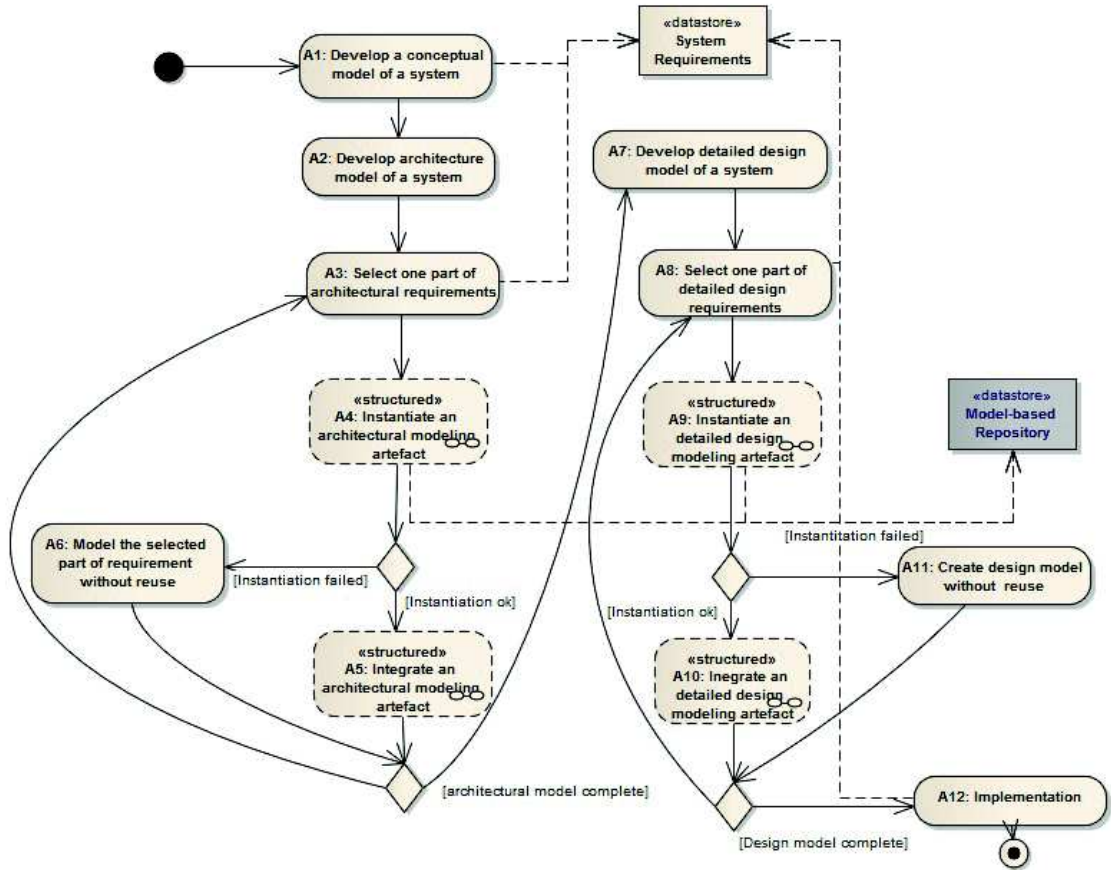 A1: Develop a conceptual
model of a system
«datastore»
System
Requirements
A2: Develop architecture
model of a system
A7: Develop detailed design
model of a system
A3: Select one part of
architectural requirements
A8: Select one part of
detailed design
requirements
«structured»
A4: Instantiate an
architectural modeling
artefact
«structured»
A9: Instantiate an
detailed design
modeling artefact
«datastore»
Model-based
Repository
A6: Model the selected
part of requirement
without reuse
[Instantiation failed]
[Instantiation ok]
[Instantitation failed]
A11: Create design model
without reuse
[Instantiation ok]
«structured»
A5: Integrate an
architectural modeling
artefact
«structured»
A10: Inegrate an
detailed design
modeling artefact
[architectural model complete]
A12: Implementation
[Design model complete]